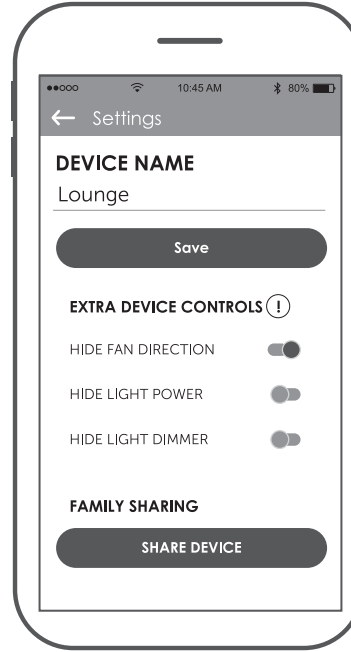 10:45 AM 80%
← Settings
DEVICE NAME
Lounge
Save
EXTRA DEVICE CONTROLS !
HIDE FAN DIRECTION
HIDE LIGHT POWER
HIDE LIGHT DIMMER
FAMILY SHARING
SHARE DEVICE